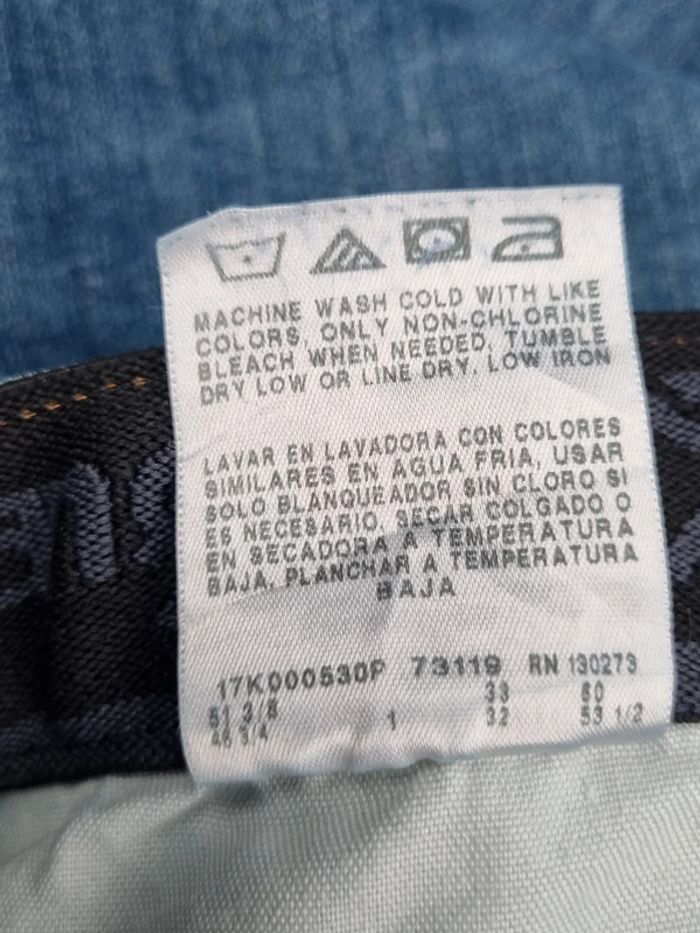 MACHINE WASH COLD WITH LIKE
COLORS, ONLY NON-CHLORINE
BLEACH WHEN NEEDED, TUMBLE
DRY LOW OR LINE DRY, LOW IRON
LAVAR EN LAVADORA CON COLORES
SIMILARES EN AGUA FRIA, USAR
SOLO BLANQUEADOR SIN CLORO SI
ES NECESARIO, SECAR COLGADO O
EN SECADORA A TEMPERATURA
BAJA, PLANCHAR A TEMPERATURA
BAJA
17K000530P 73119 RN 130273
51 3/8 33 60
46 3/4 1 32 53 1/2